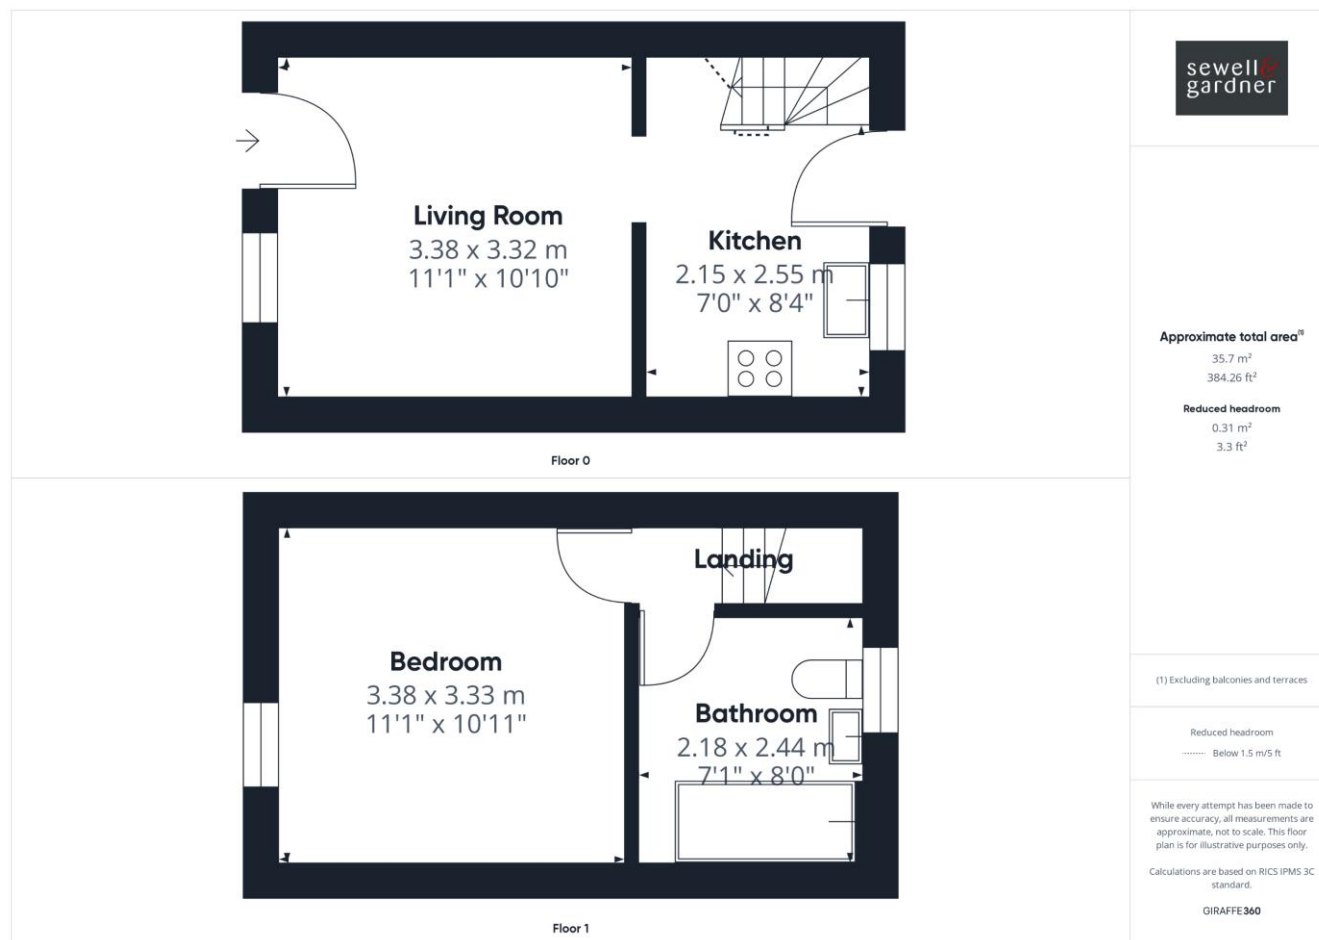 Living Room
3.38 x 3.32 m
11'1" x 10'10"
Kitchen
2.15 x 2.55 m
7'0" x 8'4"
Floor 0
Landing
Bedroom
3.38 x 3.33 m
11'1" x 10'11"
Bathroom
2.18 x 2.44 m
7'1" x 8'0"
Floor 1
sewell&
gardner
Approximate total area(1)
35.7 m²
384.26 ft²
Reduced headroom
0.31 m²
3.3 ft²
(1) Excluding balconies and terraces
Reduced headroom
Below 1.5 m/5 ft
While every attempt has been made to
ensure accuracy, all measurements are
approximate, not to scale. This floor
plan is for illustrative purposes only.
Calculations are based on RICS IPMS 3C
standard.
GIRAFFE360